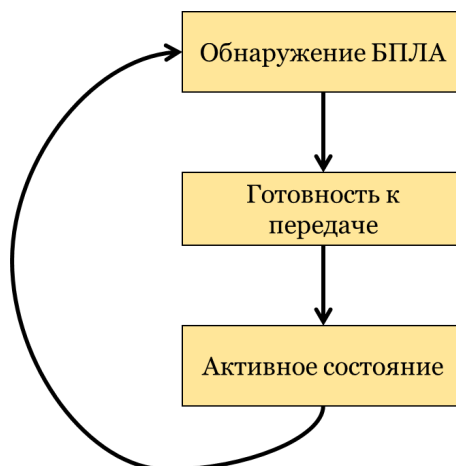 Обнаружение БПЛА
Готовность к
передаче
Активное состояние